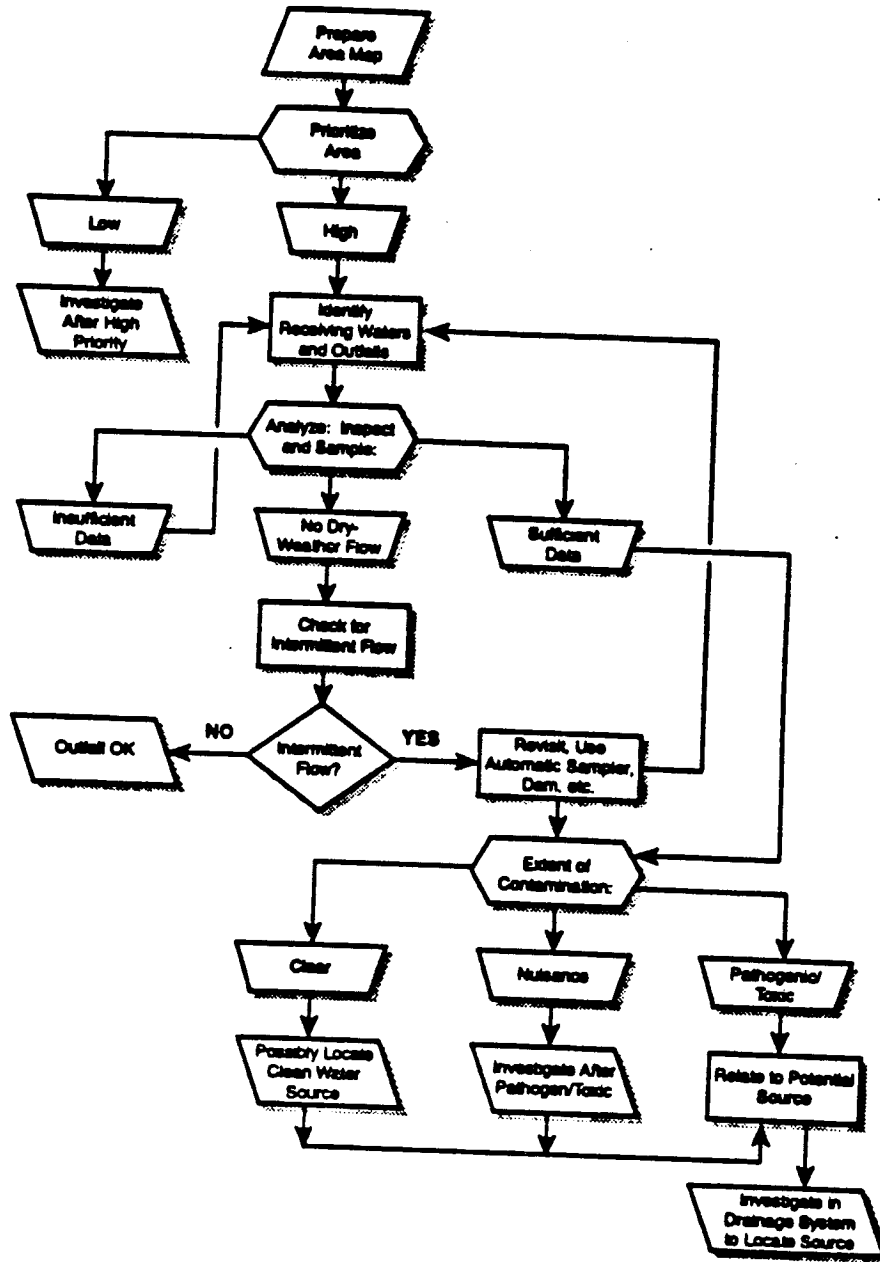 Prepare
Area Map
Prioritize
Area
Low
High
Investigate
After High
Priority
Identify
Receiving Waters
and Outfalls
Analyze: Inspect
and Sample:
Insufficient
Data
No Dry-
Weather Flow
Sufficient
Data
Check for
Intermittent Flow
NO
YES
Outfall OK
Intermittent
Flow?
Revisit, Use
Automatic Sampler,
Dam, etc.
Extent of
Contamination:
Clear
Nuisance
Pathogenic/
Toxic
Possibly Locate
Clean Water
Source
Investigate After
Pathogen/Toxic
Relate to Potential
Source
Investigate in
Drainage System
to Locate Source